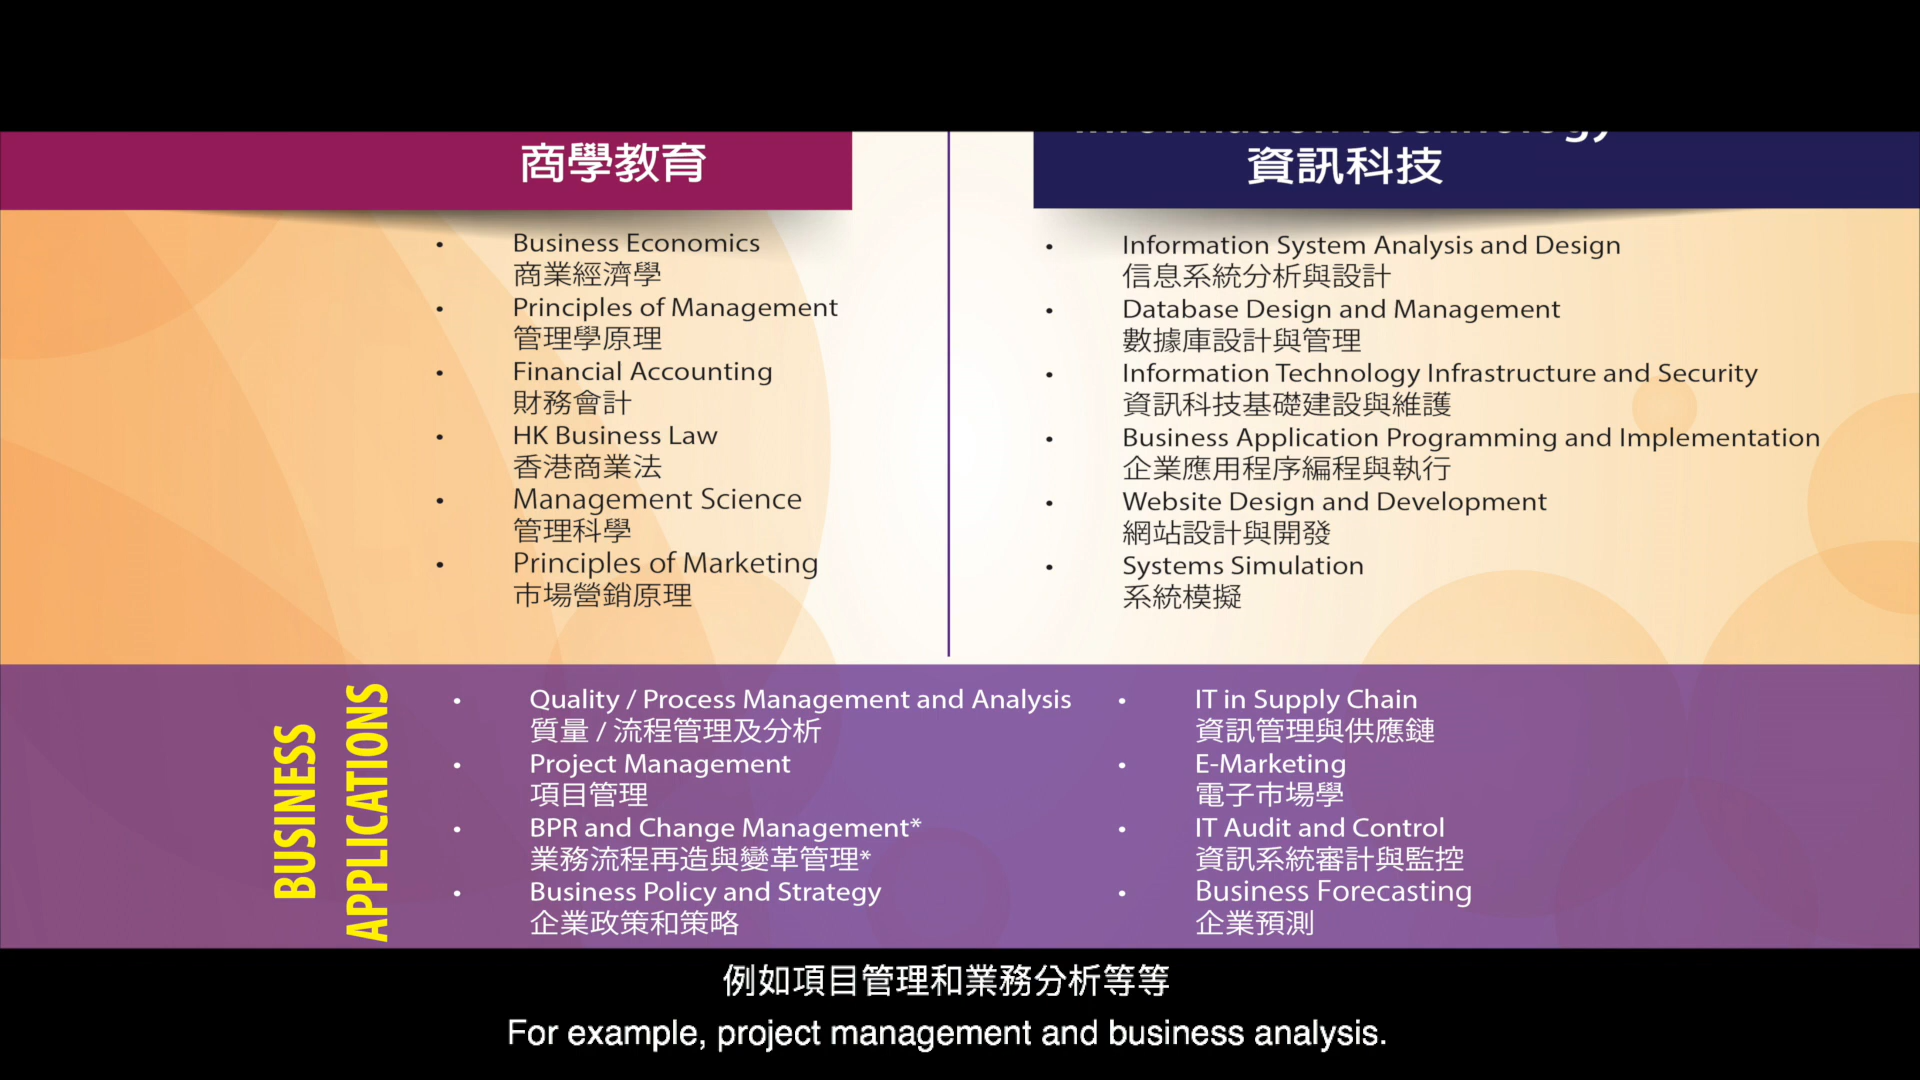 商學教育
Business Economics
商業經濟學
Principles of Management
管理學原理
Financial Accounting
財務會計
HK Business Law
香港商業法
Management Science
管理科學
Principles of Marketing
市場營銷原理
Information Technology
資訊科技
Information System Analysis and Design
信息系統分析與設計
Database Design and Management
數據庫設計與管理
Information Technology Infrastructure and Security
資訊科技基礎建設與維護
Business Application Programming and Implementation
企業應用程序編程與執行
Website Design and Development
網站設計與開發
Systems Simulation
系統模擬
BUSINESS
APPLICATIONS
Quality / Process Management and Analysis
質量 / 流程管理及分析
Project Management
項目管理
BPR and Change Management*
業務流程再造與變革管理*
Business Policy and Strategy
企業政策和策略
IT in Supply Chain
資訊管理與供應鏈
E-Marketing
電子市場學
IT Audit and Control
資訊系統審計與監控
Business Forecasting
企業預測
例如項目管理和業務分析等等
For example, project management and business analysis.